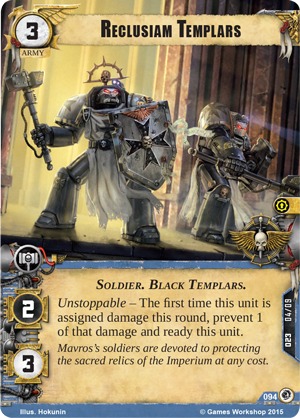 3
RECLUSIAM TEMPLARS
ARMY
1
A23 04/09
SOLDIER. BLACK TEMPLARS.
2
Unstoppable – The first time this unit is
assigned damage this round, prevent 1
of that damage and ready this unit.
3
Mavros's soldiers are devoted to protecting
the sacred relics of the Imperium at any cost.
094
Illus. Hokunin
© Games Workshop 2015